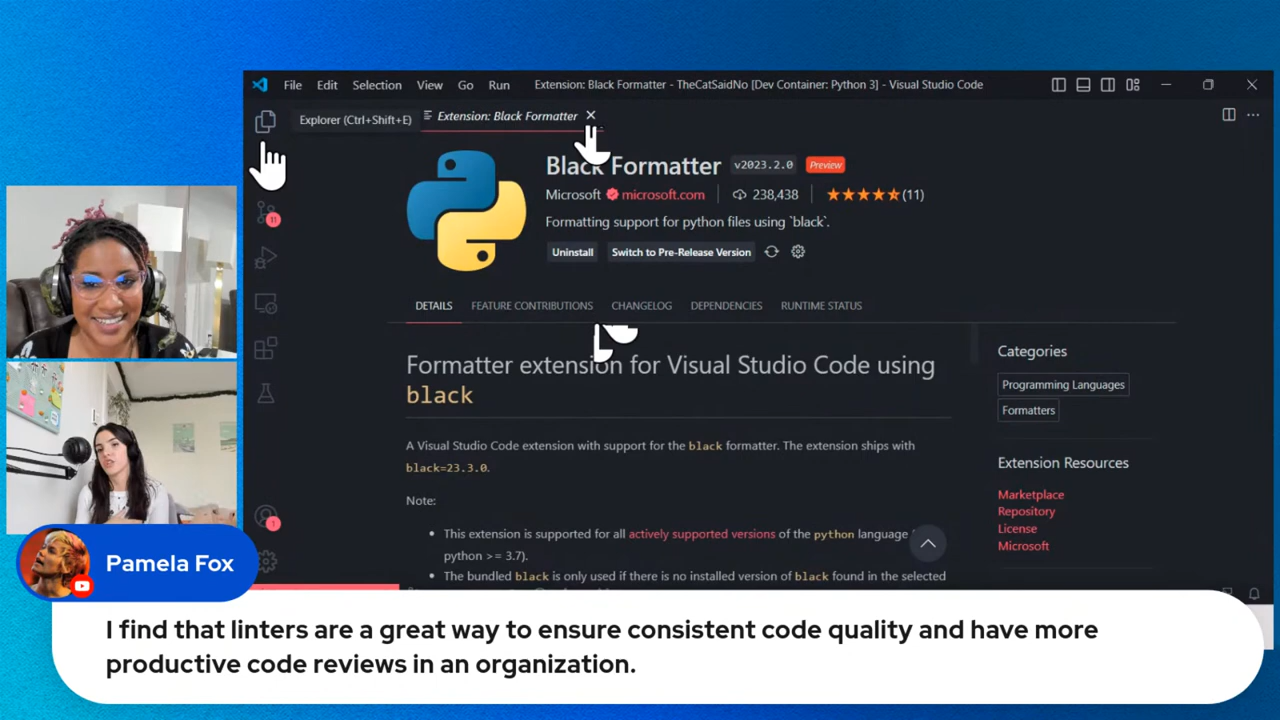 File Edit Selection View Go Run Extension: Black Formatter - TheCatSaidNo [Dev Container: Python 3] - Visual Studio Code
Explorer (Ctrl+Shift+E) Extension: Black Formatter
Black Formatter v2023.2.0 Preview
Microsoft microsoft.com 238,438 (11)
Formatting support for python files using `black`.
Uninstall Switch to Pre-Release Version
11
DETAILS FEATURE CONTRIBUTIONS CHANGELOG DEPENDENCIES RUNTIME STATUS
Formatter extension for Visual Studio Code using
black
A Visual Studio Code extension with support for the black formatter. The extension ships with
black=23.3.0.
Note:
This extension is supported for all actively supported versions of the python language
python >= 3.7).
The bundled black is only used if there is no installed version of black found in the selected
Categories
Programming Languages
Formatters
Extension Resources
Marketplace
Repository
License
Microsoft
1
Pamela Fox
I find that linters are a great way to ensure consistent code quality and have more
productive code reviews in an organization.